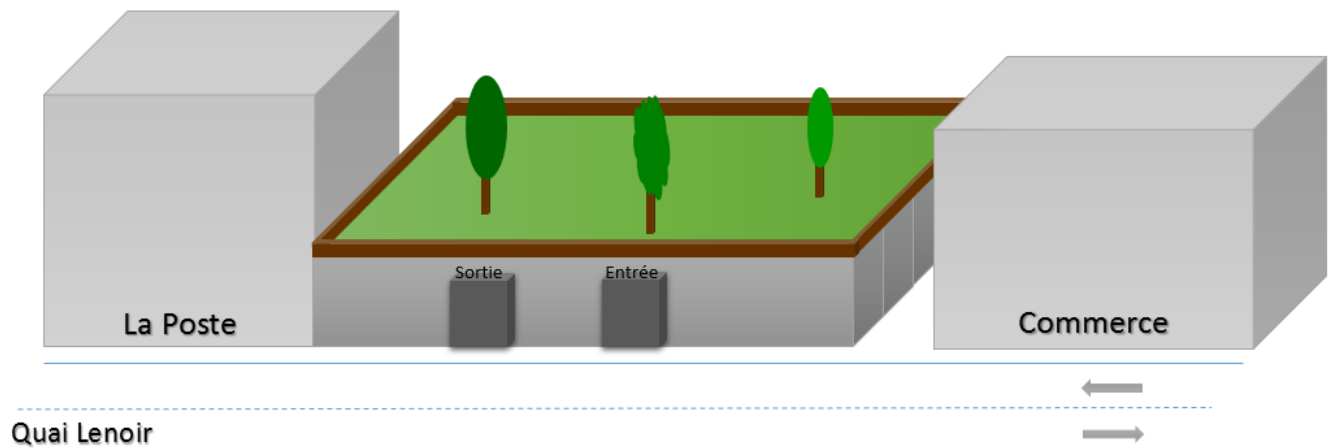 Sortie
Entrée
La Poste
Commerce
Quai Lenoir